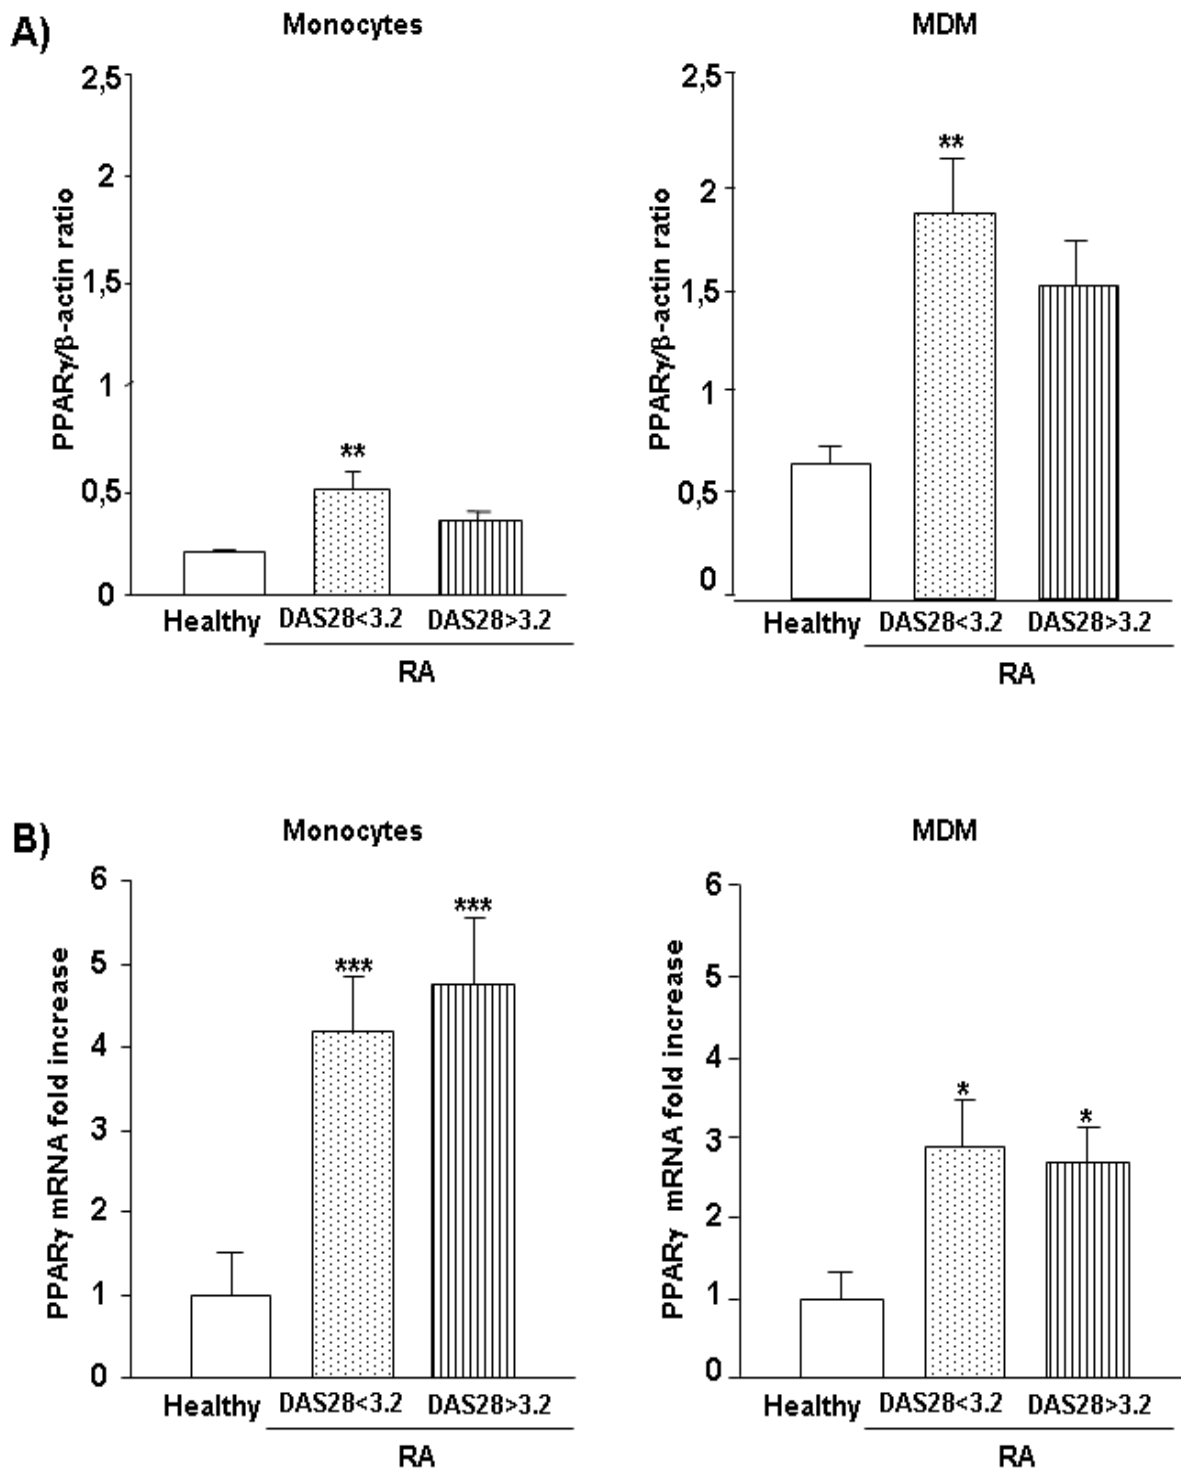 A)
Monocytes
PPARγ/β-actin ratio
2,5
2
1,5
1
0,5
0
**
Healthy DAS28<3.2 DAS28>3.2
RA
MDM
PPARγ/β-actin ratio
2,5
2
1,5
1
0,5
0
**
Healthy DAS28<3.2 DAS28>3.2
RA
B)
Monocytes
PPARγ mRNA fold increase
6
5
4
3
2
1
0
***
***
Healthy DAS28<3.2 DAS28>3.2
RA
MDM
PPARγ mRNA fold increase
6
5
4
3
2
1
0
*
*
Healthy DAS28<3.2 DAS28>3.2
RA